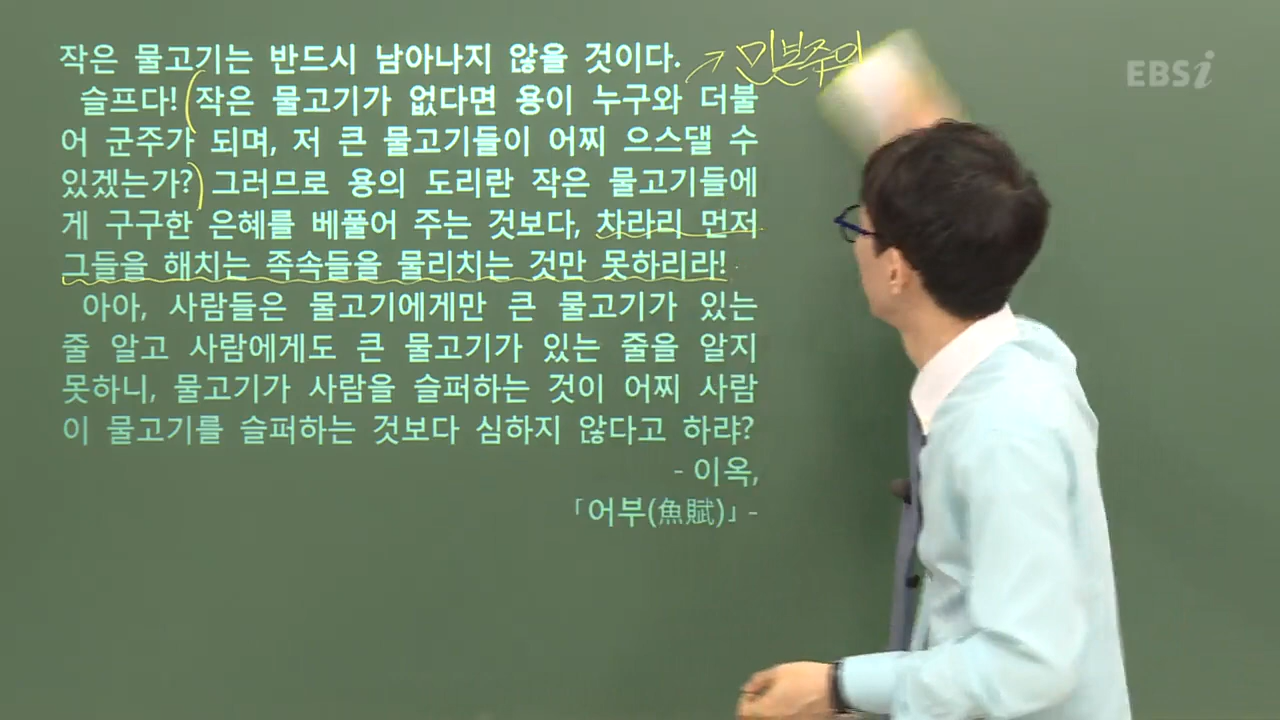 작은 물고기는 반드시 남아나지 않을 것이다.
민본주의
EBSi
슬프다! 작은 물고기가 없다면 용이 누구와 더불
어 군주가 되며, 저 큰 물고기들이 어찌 으스댈 수
있겠는가? 그러므로 용의 도리란 작은 물고기들에
게 구구한 은혜를 베풀어 주는 것보다, 차라리 먼저
그들을 해치는 족속들을 물리치는 것만 못하리라!
아아, 사람들은 물고기에게만 큰 물고기가 있는
줄 알고 사람에게도 큰 물고기가 있는 줄을 알지
못하니, 물고기가 사람을 슬퍼하는 것이 어찌 사람
이 물고기를 슬퍼하는 것보다 심하지 않다고 하랴?
- 이옥,
「어부(魚賦)」-